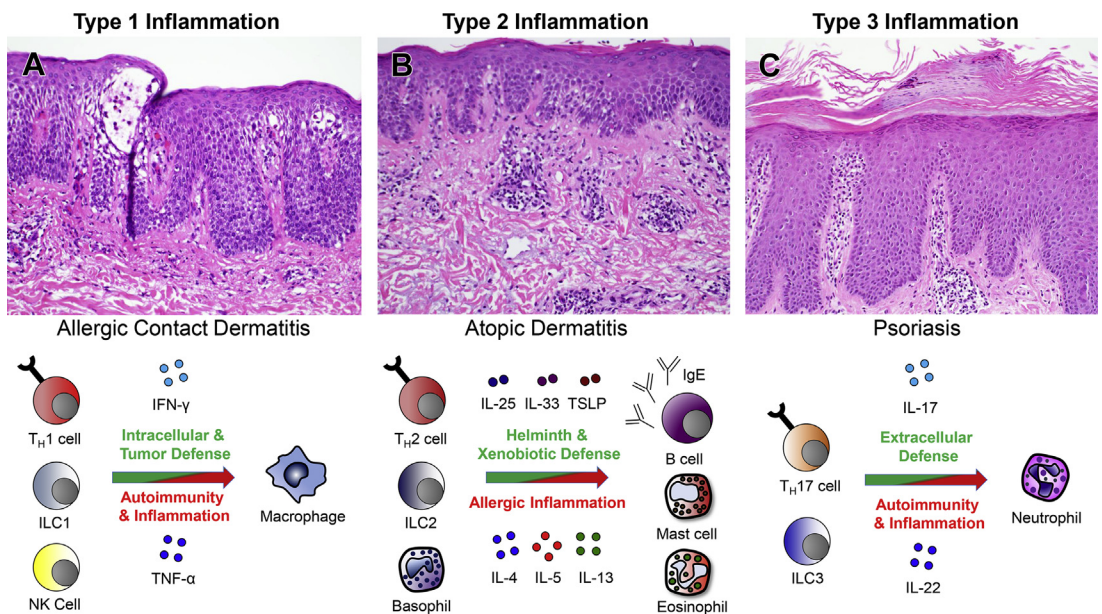 Type 1 Inflammation
A
Allergic Contact Dermatitis
IFN-γ
TH1 cell
Intracellular &
Tumor Defense
ILC1
Autoimmunity
& Inflammation
Macrophage
TNF-α
NK Cell
Type 2 Inflammation
B
Atopic Dermatitis
IL-25 IL-33 TSLP
IgE
TH2 cell
Helminth &
Xenobiotic Defense
B cell
ILC2
Allergic Inflammation
Mast cell
IL-4 IL-5 IL-13
Basophil
Eosinophil
Type 3 Inflammation
C
Psoriasis
IL-17
Extracellular
Defense
TH17 cell
Autoimmunity
& Inflammation
Neutrophil
ILC3
IL-22